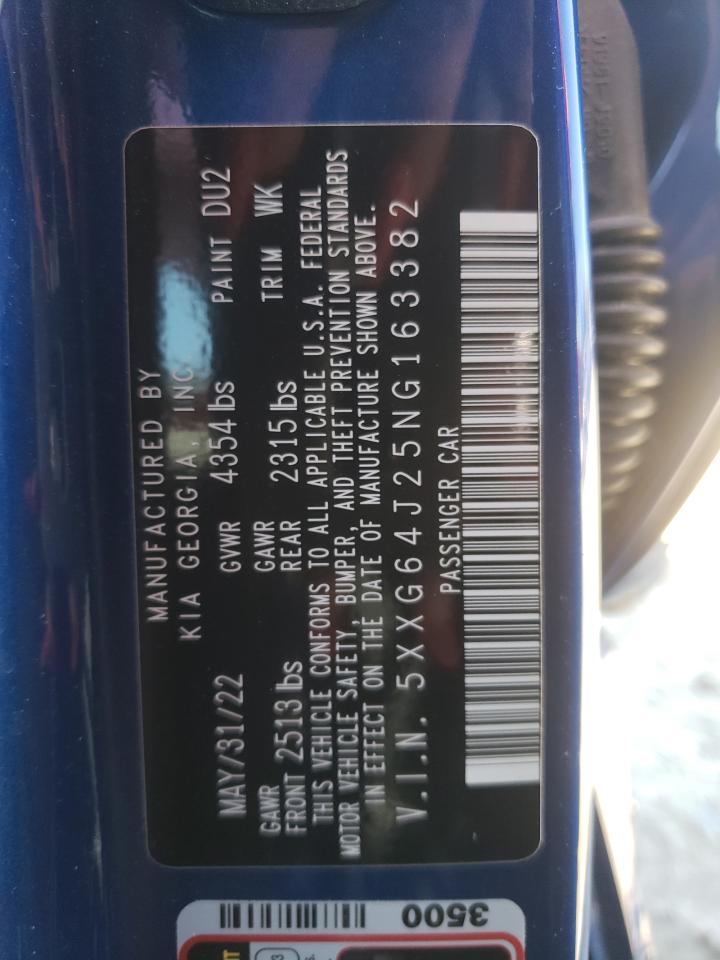 MANUFACTURED BY
KIA GEORGIA, INC.
MAY/31/22 GVWR 4354 lbs PAINT DU2
GAWR GAWR TRIM WK
FRONT 2513 lbs REAR 2315 lbs
THIS VEHICLE CONFORMS TO ALL APPLICABLE U.S.A. FEDERAL
MOTOR VEHICLE SAFETY, BUMPER, AND THEFT PREVENTION STANDARDS
IN EFFECT ON THE DATE OF MANUFACTURE SHOWN ABOVE.
V.I.N. 5XXG64J25NG163382
PASSENGER CAR
3500